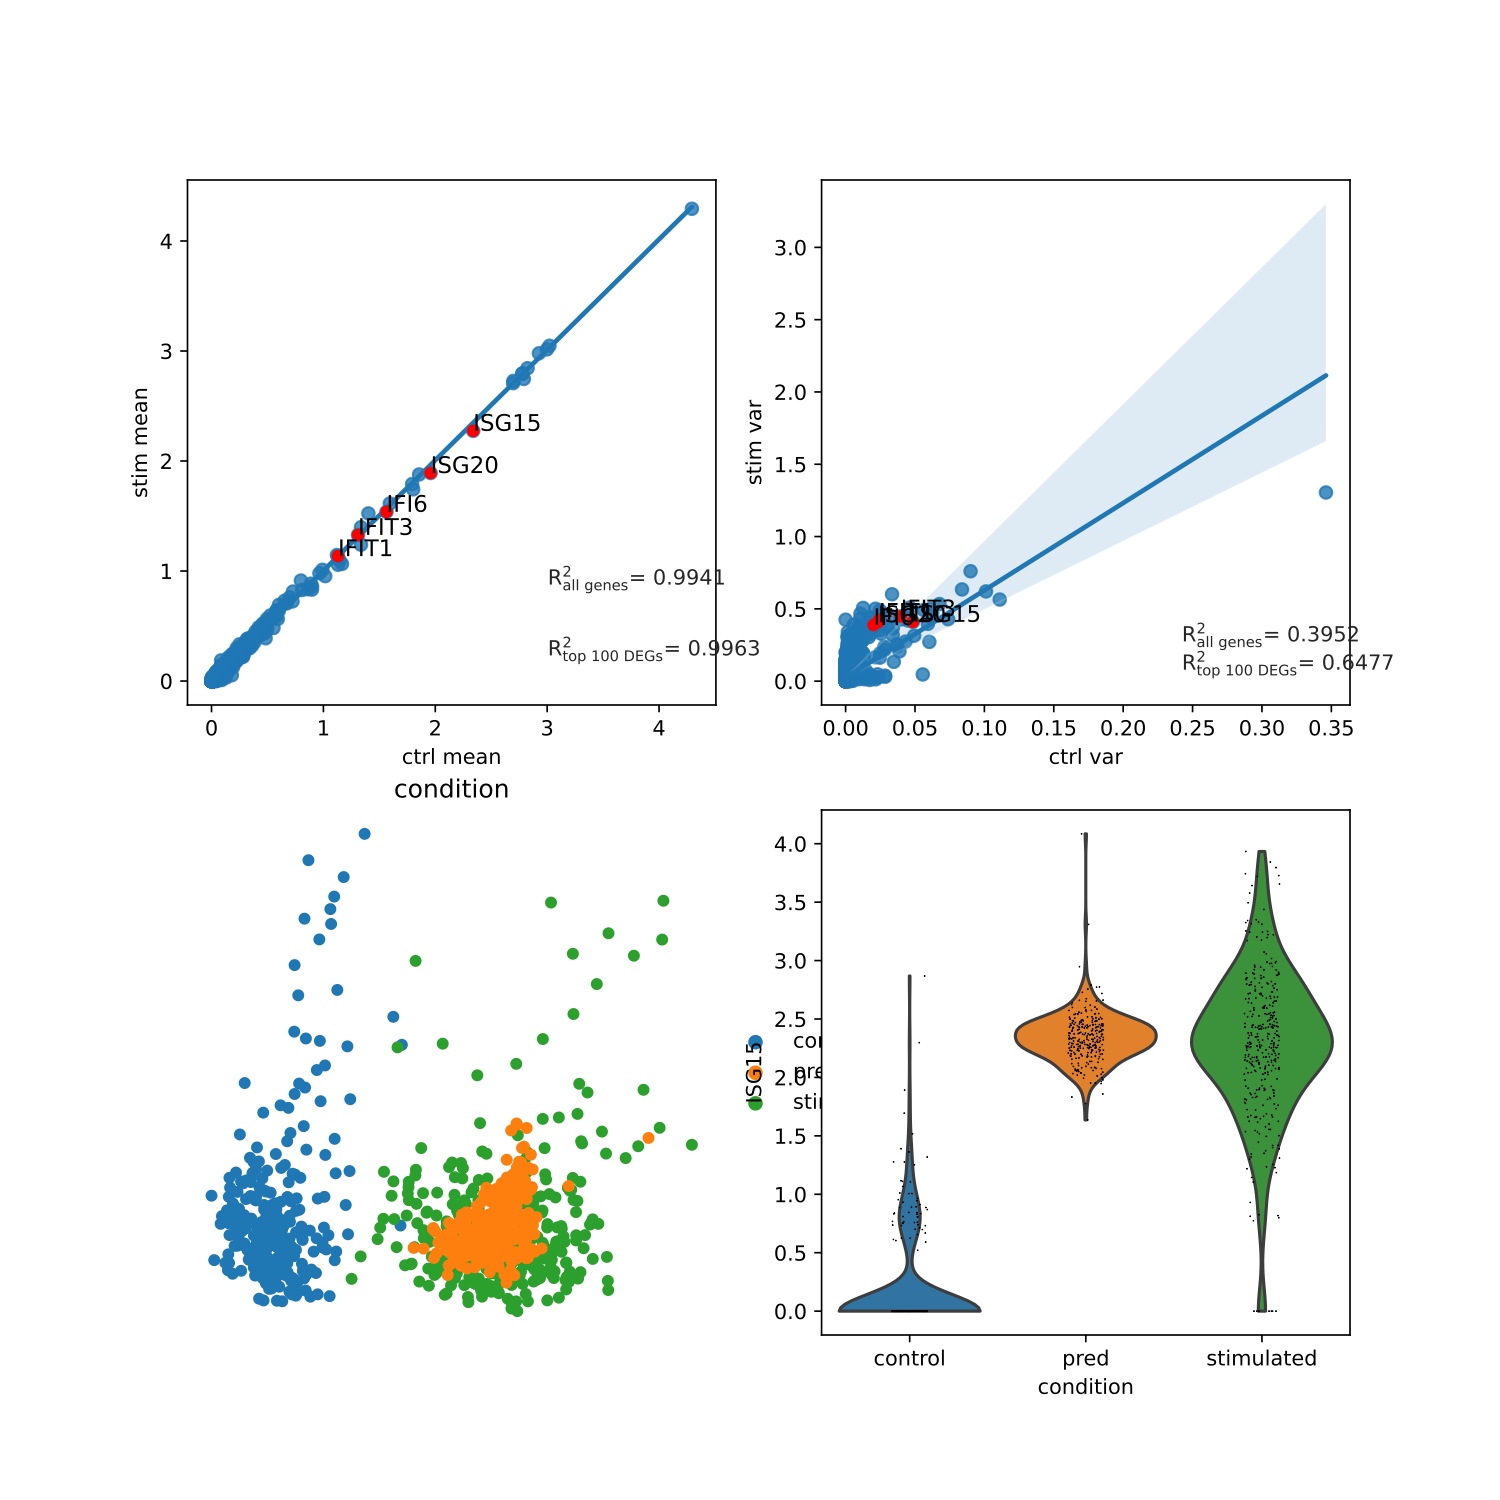 4
3
2
1
0
stim mean
ISG15
ISG20
IFI6
IFIT3
IFIT1
R2all genes= 0.9941
R2top 100 DEGs= 0.9963
0 1 2 3 4
ctrl mean
3.0
2.5
2.0
1.5
1.0
0.5
0.0
stim var
IFIT3
ISG15
R2all genes= 0.3952
R2top 100 DEGs= 0.6477
0.00 0.05 0.10 0.15 0.20 0.25 0.30 0.35
ctrl var
condition
con
pre
stir
4.0
3.5
3.0
2.5
2.0
1.5
1.0
0.5
0.0
ISG15
control pred stimulated
condition